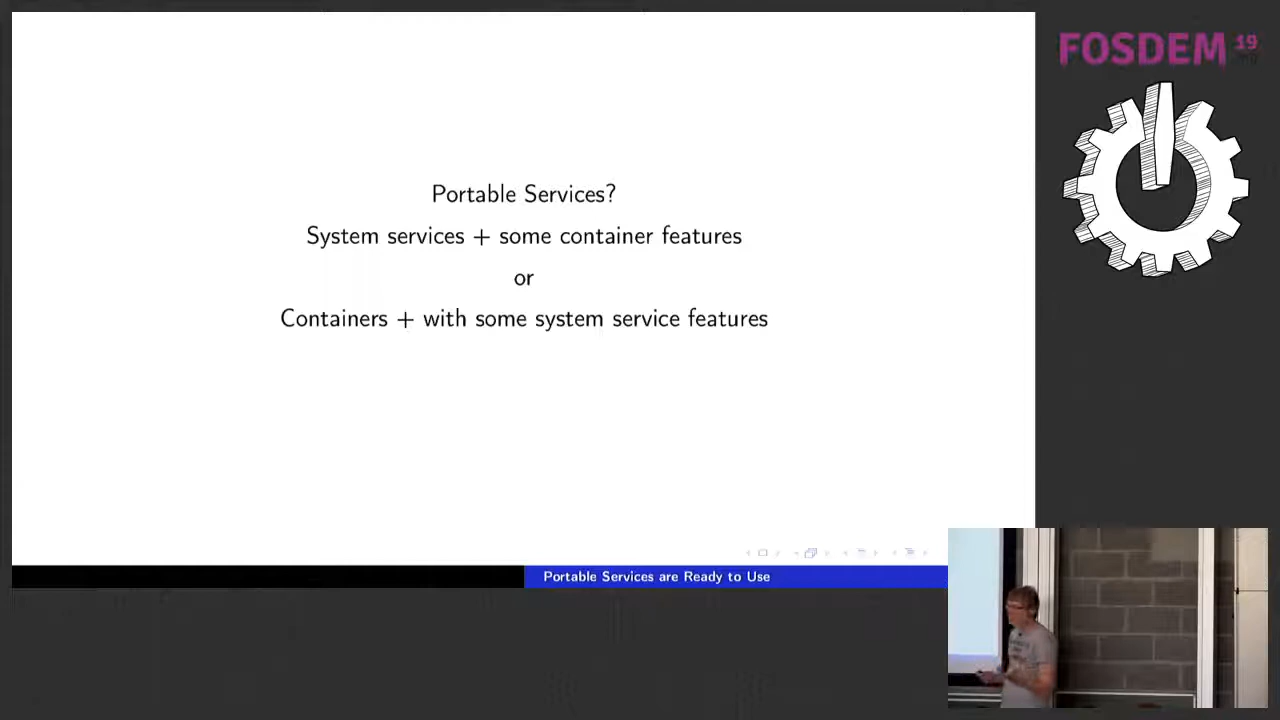 Portable Services?
System services + some container features
or
Containers + with some system service features
Portable Services are Ready to Use
FOSDEM 19